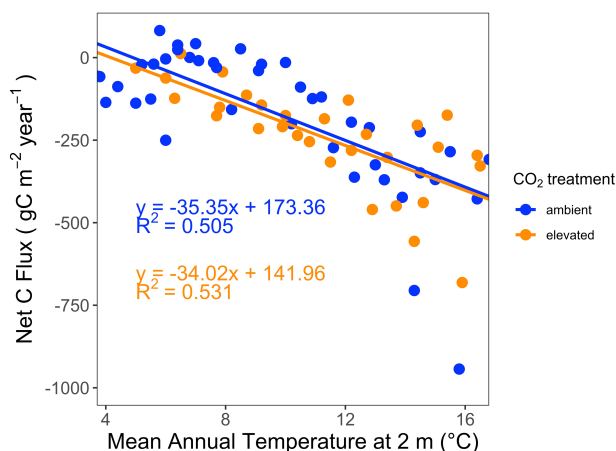 0
-250
-500
-750
-1000
Net C Flux ( gC m⁻² year⁻¹ )
y = -35.35x + 173.36
R² = 0.505
y = -34.02x + 141.96
R² = 0.531
4 8 12 16
Mean Annual Temperature at 2 m (°C)
CO₂ treatment
ambient
elevated